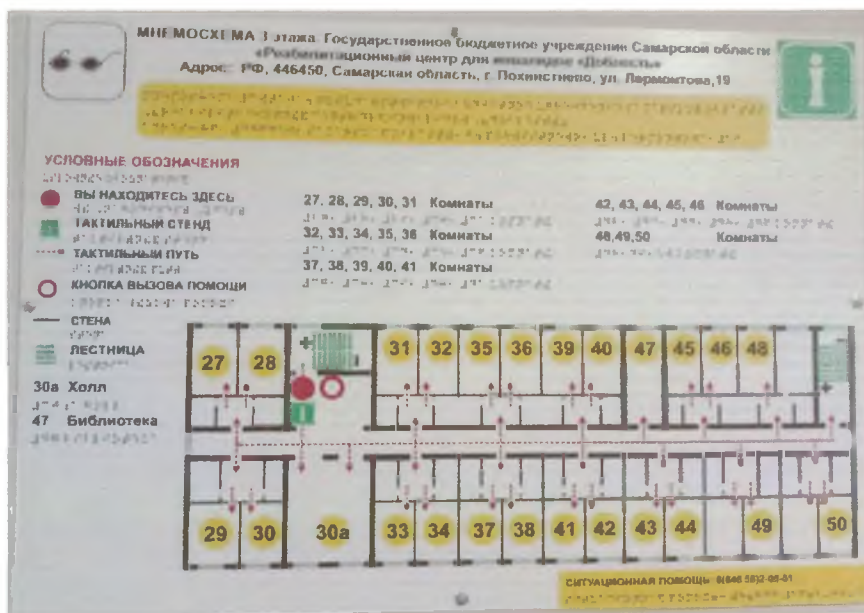 МНЕМОСХЕМА 3 этажа. Государственное бюджетное учреждение Самарской области
«Реабилитационный центр для инвалидов «Доблесть»
Адрес: РФ, 446450, Самарская область, г. Похвистнево, ул. Лермонтова,19
УСЛОВНЫЕ ОБОЗНАЧЕНИЯ
ВЫ НАХОДИТЕСЬ ЗДЕСЬ
ТАКТИЛЬНЫЙ СТЕНД
ТАКТИЛЬНЫЙ ПУТЬ
КНОПКА ВЫЗОВА ПОМОЩИ
СТЕНА
ЛЕСТНИЦА
30а Холл
47 Библиотека
27, 28, 29, 30, 31 Комнаты
32, 33, 34, 35, 36 Комнаты
37, 38, 39, 40, 41 Комнаты
42, 43, 44, 45, 46 Комнаты
48,49,50 Комнаты
27 28 31 32 35 36 39 40 47 45 46 48
29 30 30а 33 34 37 38 41 42 43 44 49 50
СИТУАЦИОННАЯ ПОМОЩЬ: